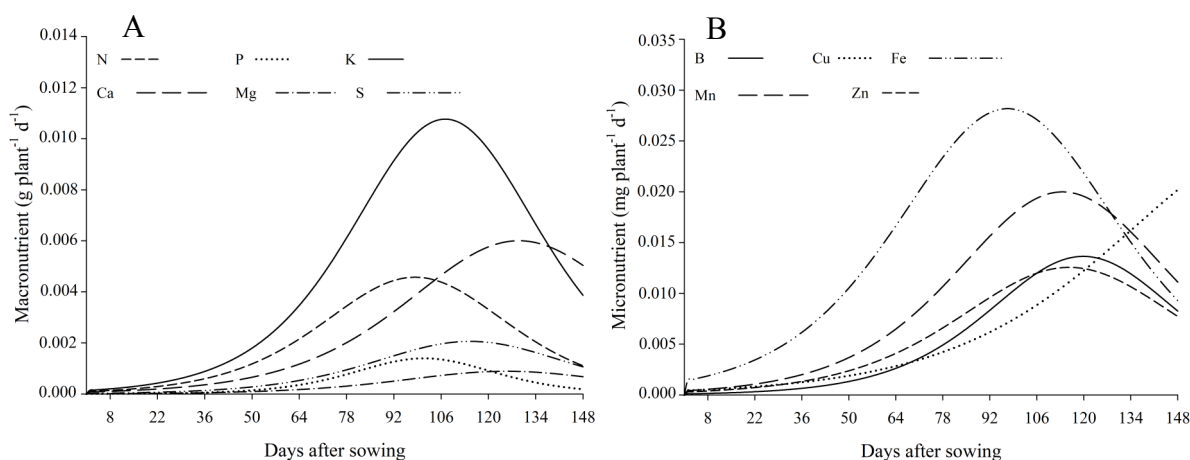 A
N P K
Ca Mg S
Macronutrient (g plant⁻¹ d⁻¹)
0.014
0.012
0.010
0.008
0.006
0.004
0.002
0.000
8 22 36 50 64 78 92 106 120 134 148
Days after sowing
B
B Cu Fe
Mn Zn
Micronutrient (mg plant⁻¹ d⁻¹)
0.035
0.030
0.025
0.020
0.015
0.010
0.005
0.000
8 22 36 50 64 78 92 106 120 134 148
Days after sowing